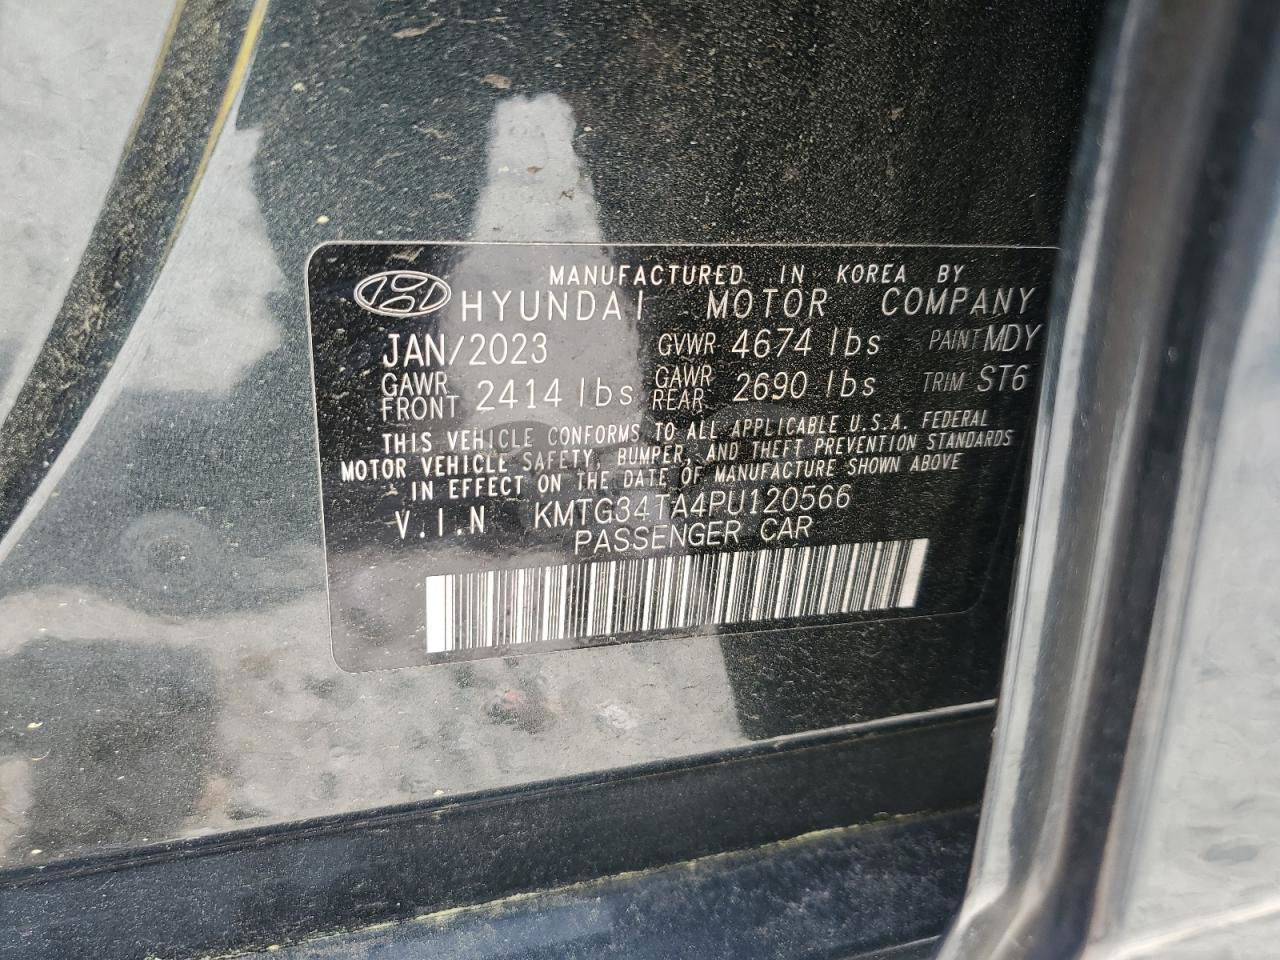 MANUFACTURED IN KOREA BY
HYUNDAI MOTOR COMPANY
JAN/2023 GVWR 4674 lbs PAINT MDY
GAWR FRONT 2414 lbs GAWR REAR 2690 lbs TRIM ST6
THIS VEHICLE CONFORMS TO ALL APPLICABLE U.S.A. FEDERAL
MOTOR VEHICLE SAFETY, BUMPER, AND THEFT PREVENTION STANDARDS
IN EFFECT ON THE DATE OF MANUFACTURE SHOWN ABOVE
V.I.N KMTG34TA4PU120566
PASSENGER CAR